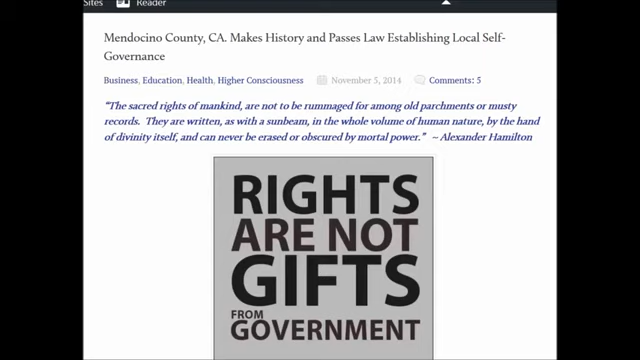 Sites Reader
Mendocino County, CA. Makes History and Passes Law Establishing Local Self-
Governance
Business, Education, Health, Higher Consciousness November 5, 2014 Comments: 5
“The sacred rights of mankind, are not to be rummaged for among old parchments or musty
records. They are written, as with a sunbeam, in the whole volume of human nature, by the hand
of divinity itself, and can never be erased or obscured by mortal power.” ~ Alexander Hamilton
RIGHTS
ARE NOT
GIFTS
FROM
GOVERNMENT